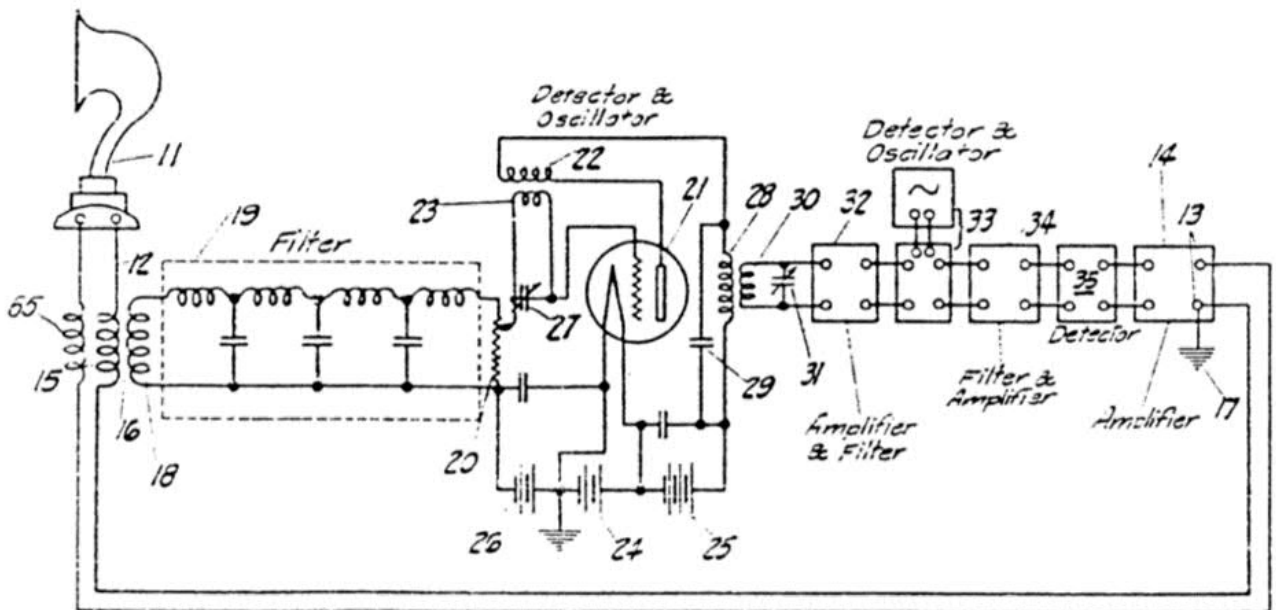 11
12
65
15
16
18
19
Filter
20
Detector &
Oscillator
22
23
21
27
28
29
26
24
25
30
31
32
Amplifier
& Filter
Detector &
Oscillator
33
34
Filter &
Amplifier
35
Detector
14
13
Amplifier
17